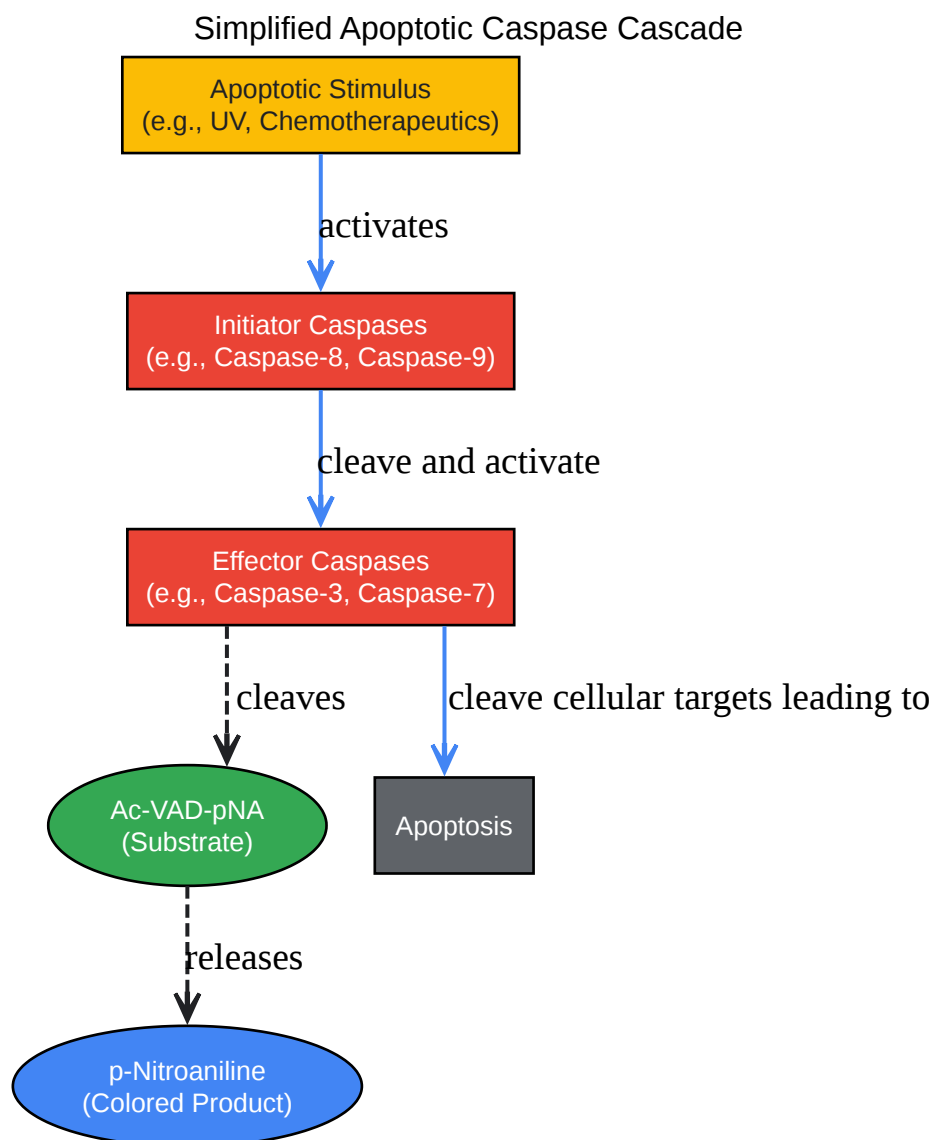 Simplified Apoptotic Caspase Cascade
Apoptotic Stimulus
(e.g., UV, Chemotherapeutics)
activates
Initiator Caspases
(e.g., Caspase-8, Caspase-9)
cleave and activate
Effector Caspases
(e.g., Caspase-3, Caspase-7)
cleaves
cleave cellular targets leading to
Ac-VAD-pNA
(Substrate)
Apoptosis
releases
p-Nitroaniline
(Colored Product)